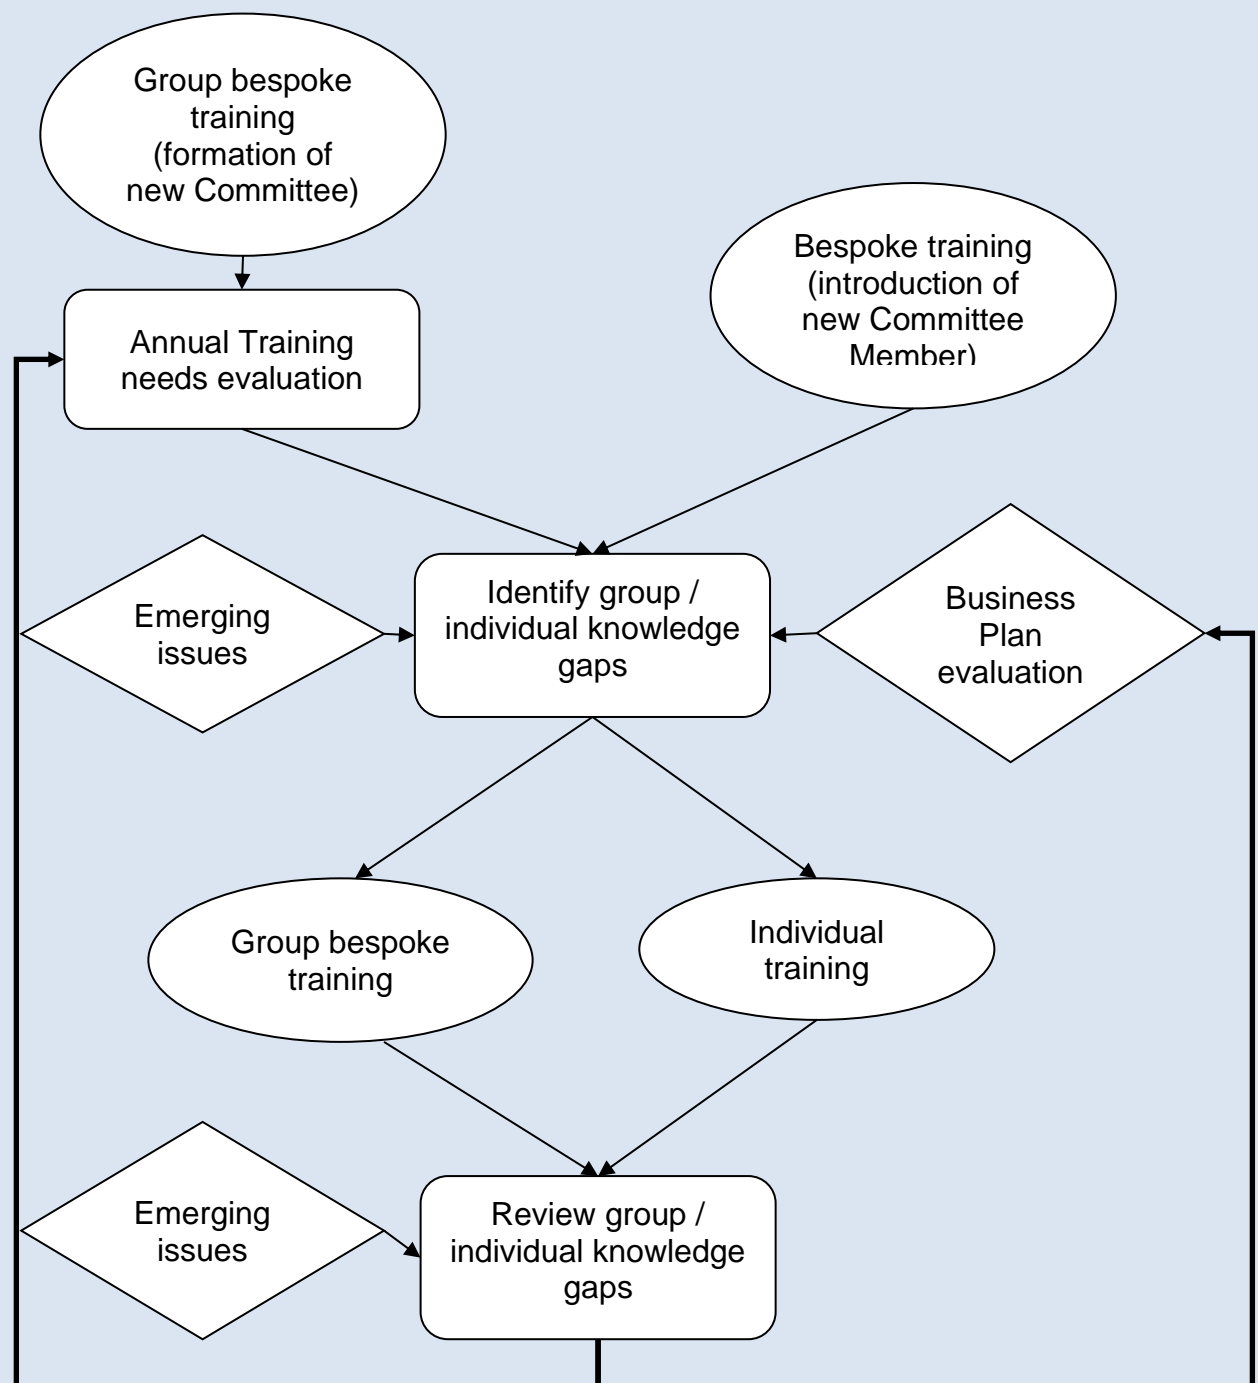 Group bespoke
training
(formation of
new Committee)
Bespoke training
(introduction of
new Committee
Member)
Annual Training
needs evaluation
Emerging
issues
Identify group /
individual knowledge
gaps
Business
Plan
evaluation
Group bespoke
training
Individual
training
Emerging
issues
Review group /
individual knowledge
gaps